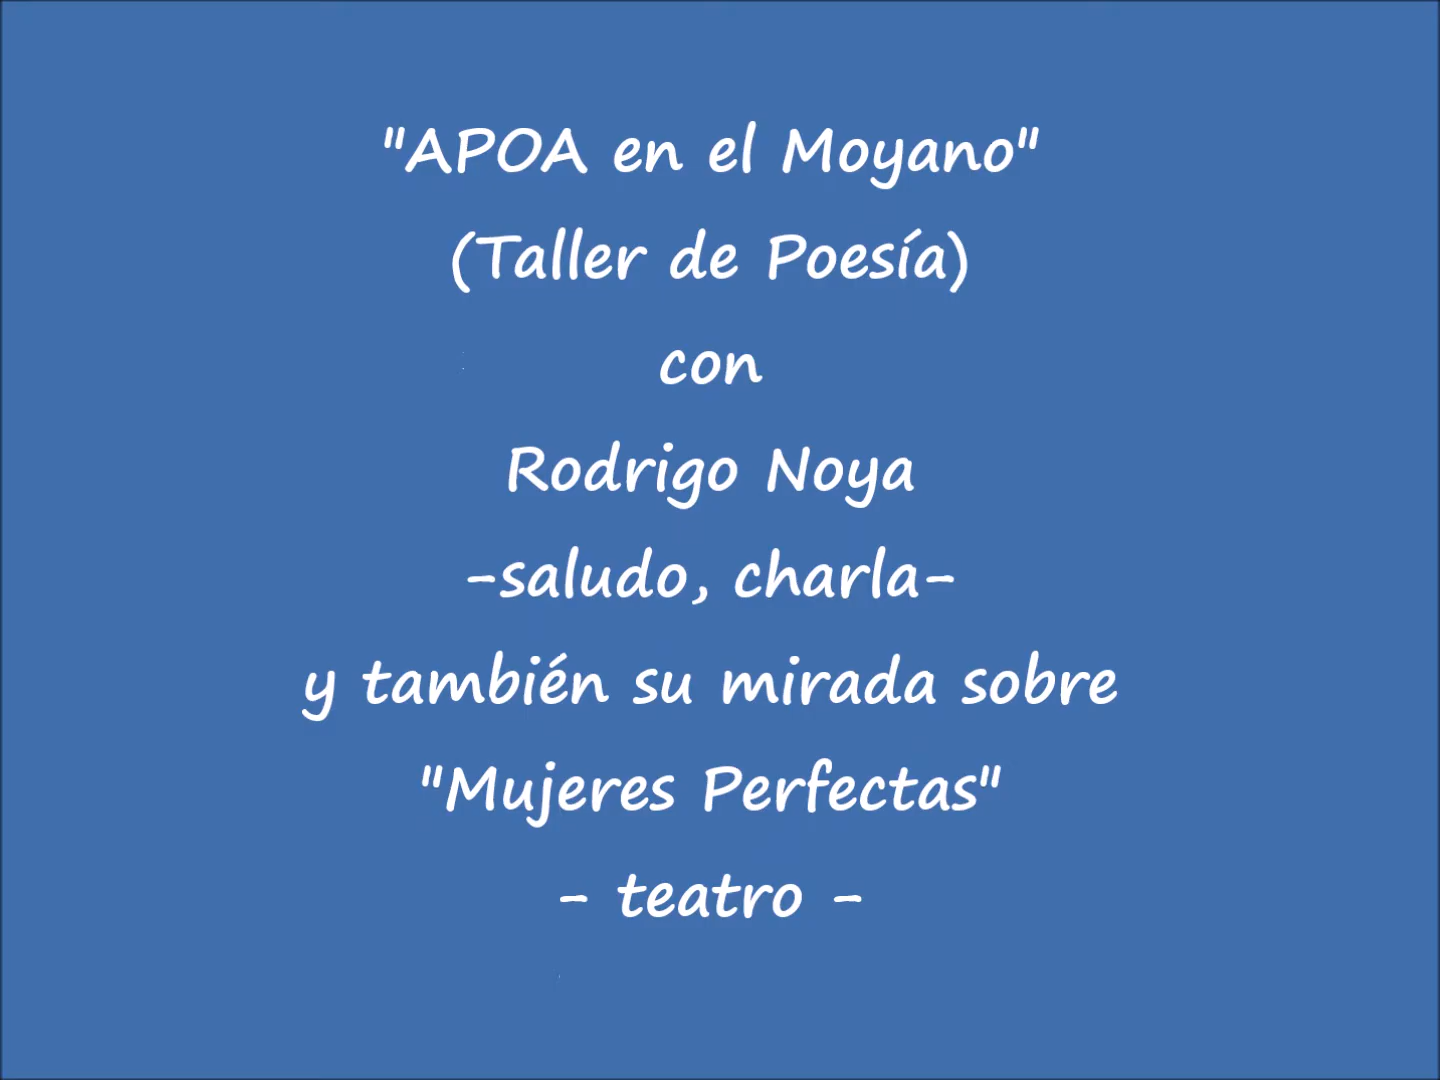 "APOA en el Moyano"
(Taller de Poesía)
con
Rodrigo Noya
-saludo, charla-
y también su mirada sobre
"Mujeres Perfectas"
- teatro -